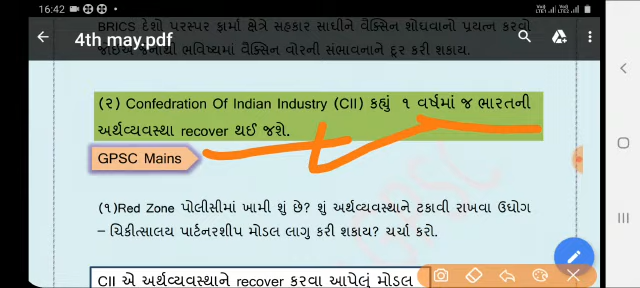 16:42
BRICS દેશો પરસ્પર ફાર્મા ક્ષેત્રે સહકાર સાધીને વૈક્સિન શોધવાનો પ્રયત્ન કરવો
જોઈએ જેનાથી ભવિષ્યમાં વૈક્સિન વોરની સંભાવનાને દૂર કરી શકાય.
4th may.pdf
(૨) Confedration Of Indian Industry (CII) કહ્યું ૧ વર્ષમાં જ ભારતની
અર્થવ્યવસ્થા recover થઈ જશે.
GPSC Mains
(૧) Red Zone પોલીસીમાં ખામી શું છે? શું અર્થવ્યવસ્થાને ટકાવી રાખવા ઉધોગ
– ચિકીત્સાલય પાર્ટનરશીપ મોડલ લાગુ કરી શકાય? ચર્ચા કરો.
CII એ અર્થવ્યવસ્થાને recover કરવા આપેલું મોડલ
GPSC